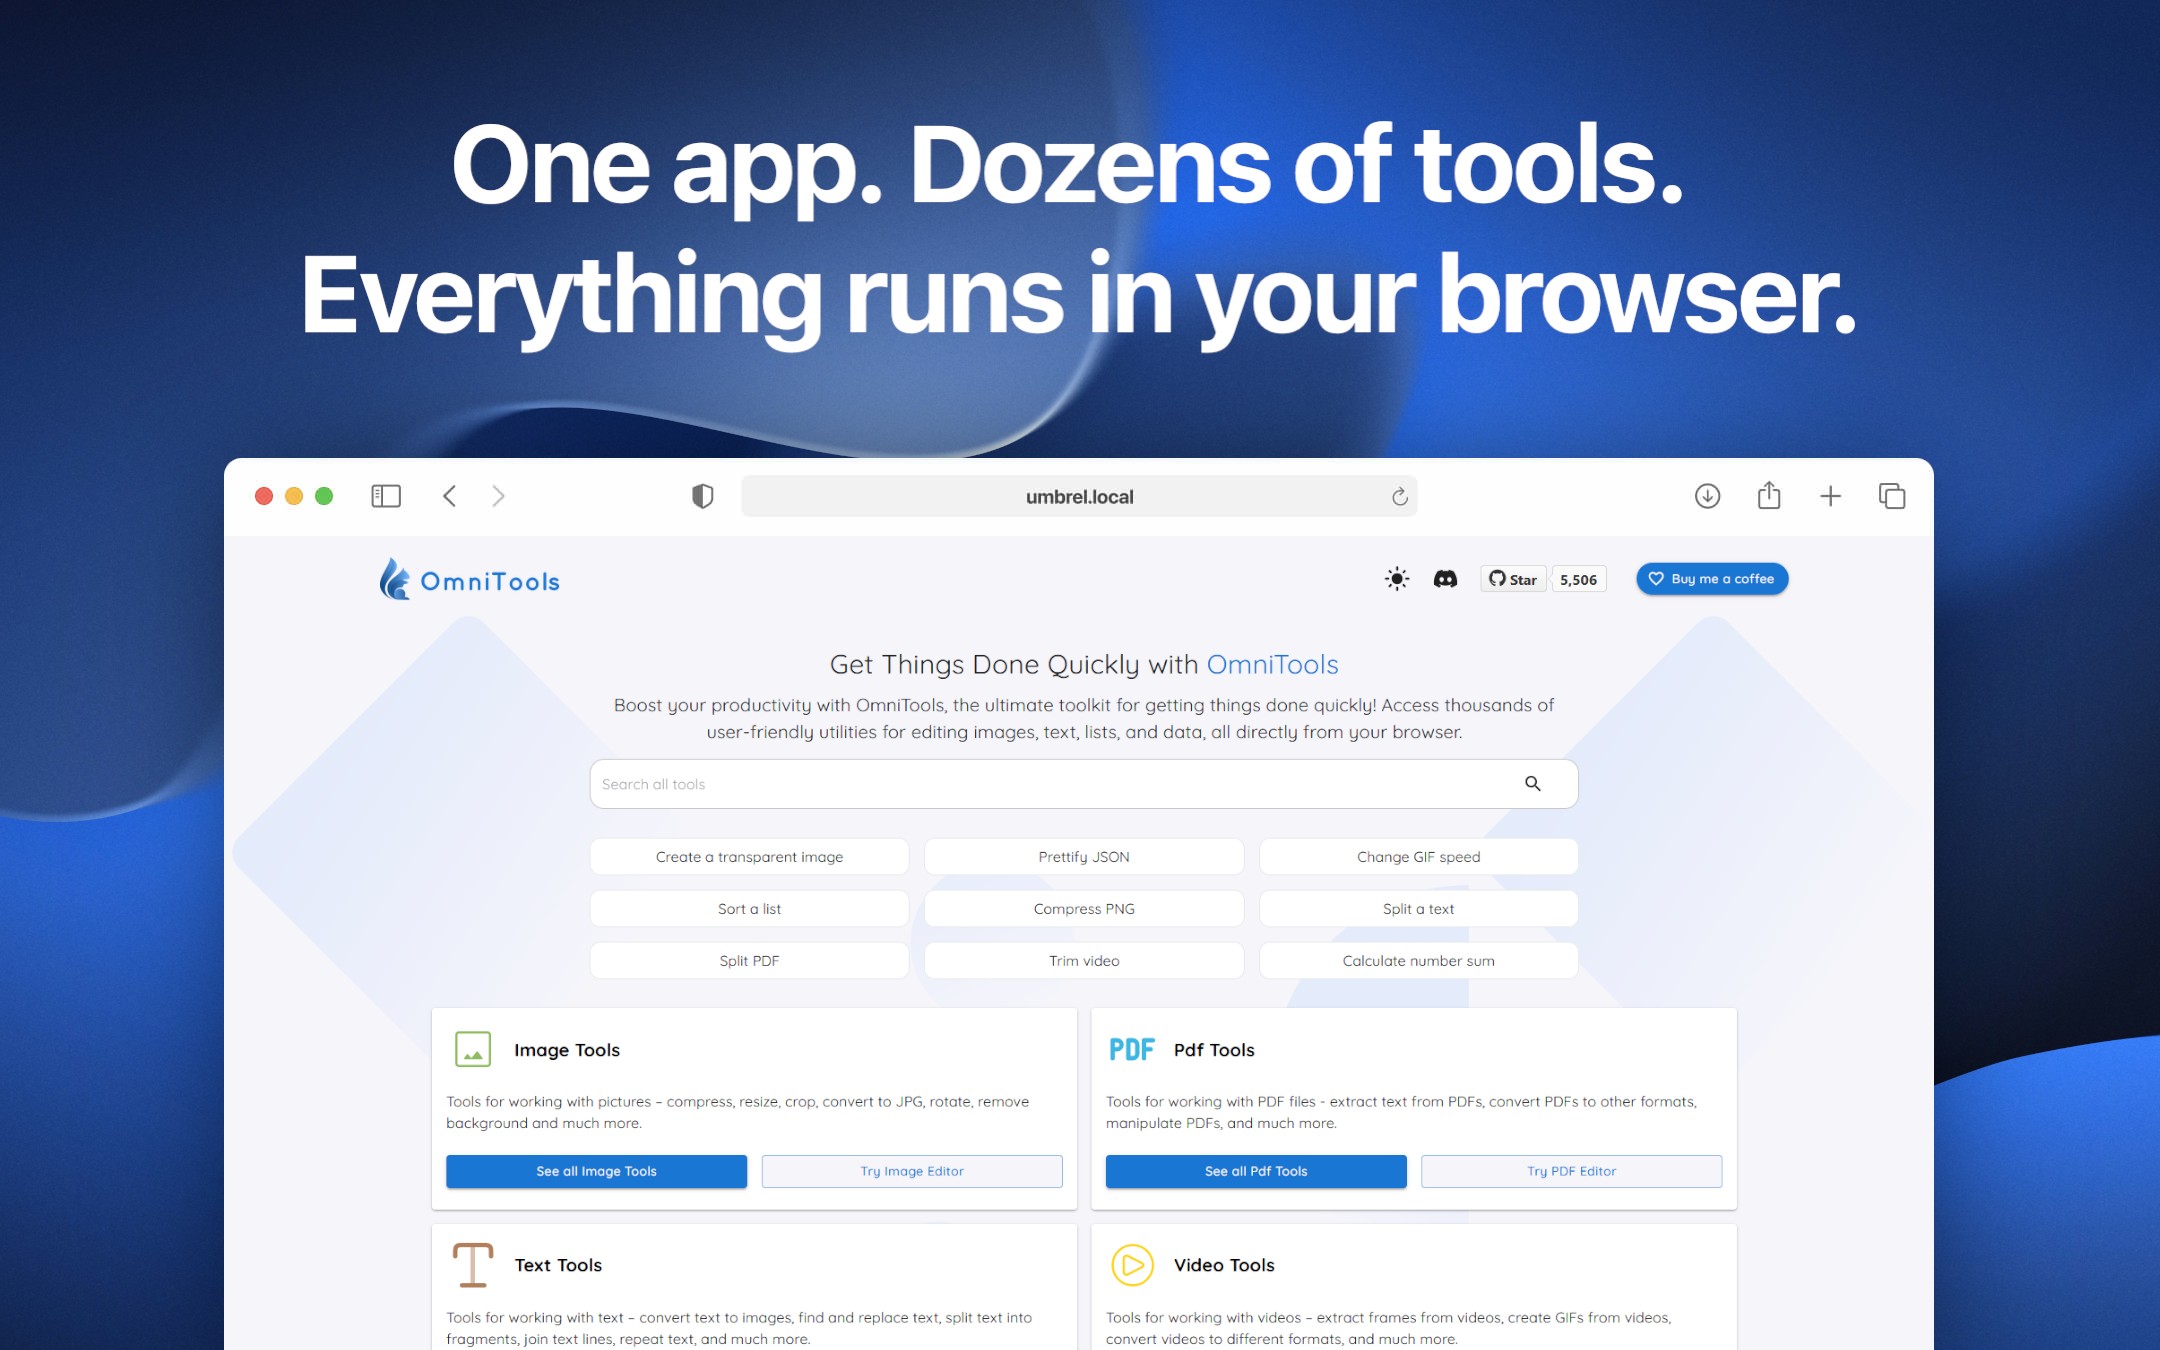 One app. Dozens of tools.
Everything runs in your browser.
umbrel.local
OmniTools
Star
5,506
Buy me a coffee
Get Things Done Quickly with OmniTools
Boost your productivity with OmniTools, the ultimate toolkit for getting things done quickly! Access thousands of
user-friendly utilities for editing images, text, lists, and data, all directly from your browser.
Search all tools
Create a transparent image
Prettify JSON
Change GIF speed
Sort a list
Compress PNG
Split a text
Split PDF
Trim video
Calculate number sum
Image Tools
Tools for working with pictures – compress, resize, crop, convert to JPG, rotate, remove
background and much more.
See all Image Tools
Try Image Editor
PDF
Pdf Tools
Tools for working with PDF files - extract text from PDFs, convert PDFs to other formats,
manipulate PDFs, and much more.
See all Pdf Tools
Try PDF Editor
Text Tools
Tools for working with text – convert text to images, find and replace text, split text into
fragments, join text lines, repeat text, and much more.
Video Tools
Tools for working with videos – extract frames from videos, create GIFs from videos,
convert videos to different formats, and much more.